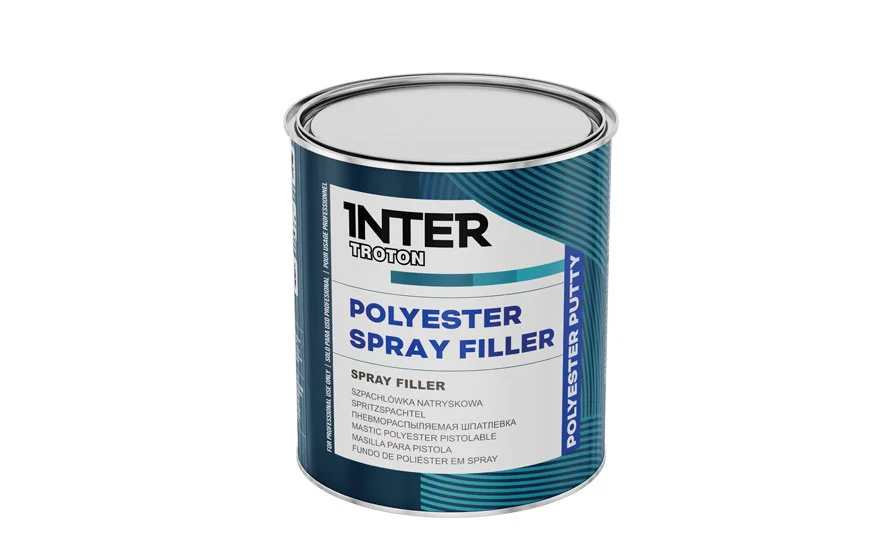 INTER
TROTON
POLYESTER
SPRAY FILLER
SPRAY FILLER
SZPACHLÓWKA NATRYSKOWA
SPRITZSPACHTEL
ПНЕВМОРАСПЫЛЯЕМАЯ ШПАТЛЕВКА
MASTIC POLYESTER PISTOLABLE
MASILLA PARA PISTOLA
FUNDO DE POLIÉSTER EM SPRAY
POLYESTER PUTTY
FOR PROFESSIONAL USE ONLY | SOLO PARA USO PROFESIONAL | POUR USAGE PROFESSIONNEL